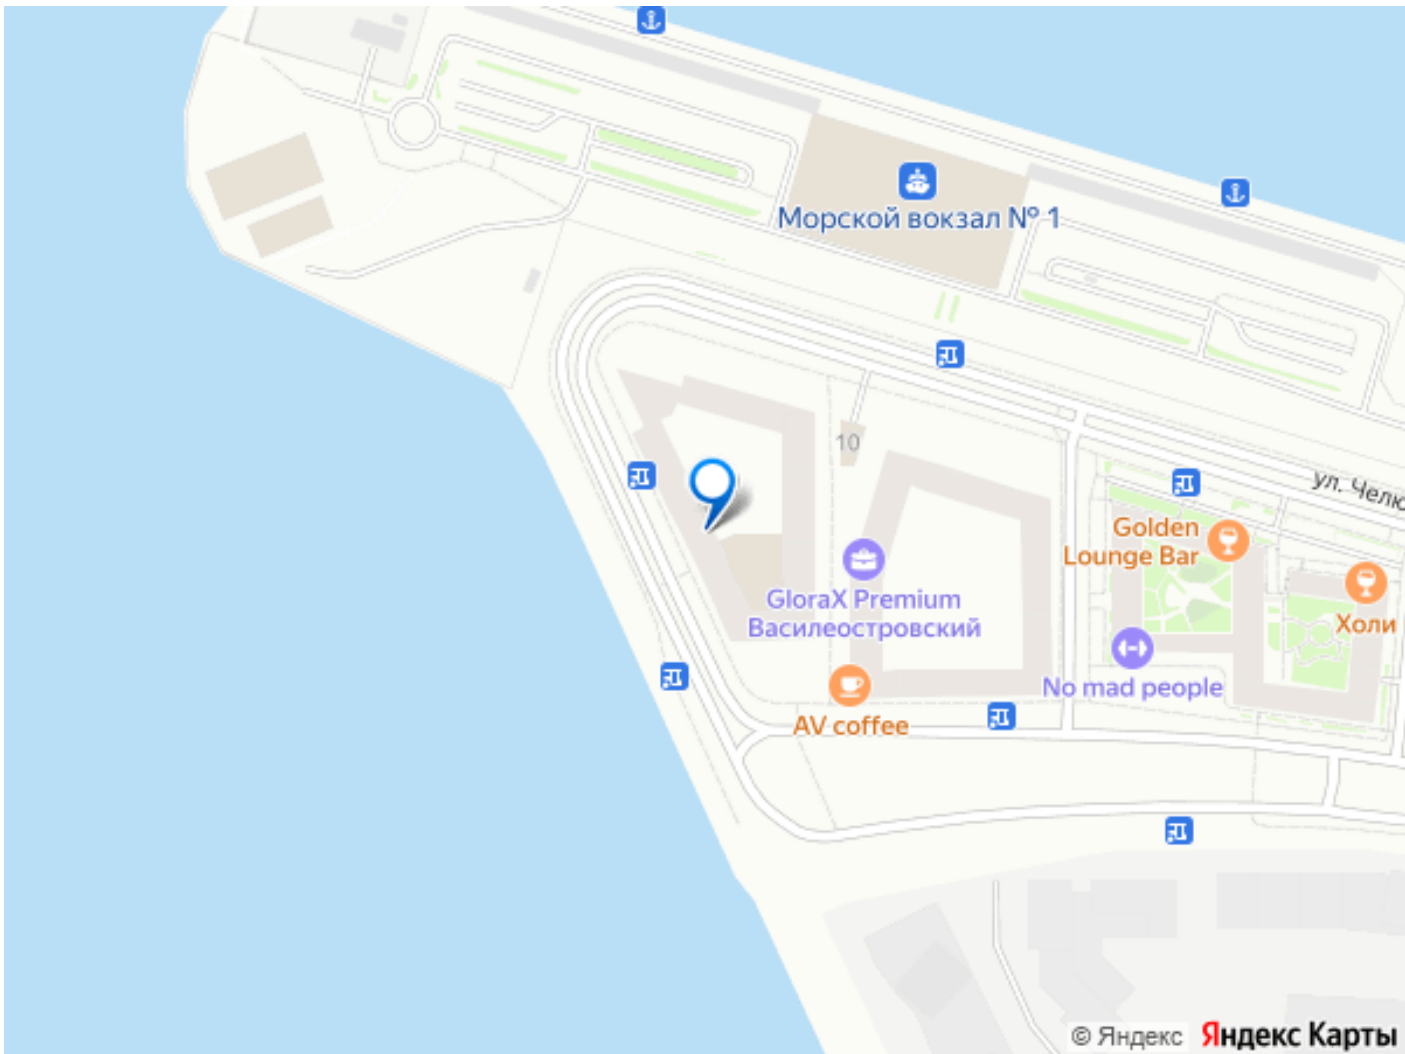 Морской вокзал № 1
10
ул. Челю
Golden
Lounge Bar
Холи
GloraX Premium
Василеостровский
No mad people
AV coffee
© Яндекс Яндекс Карты